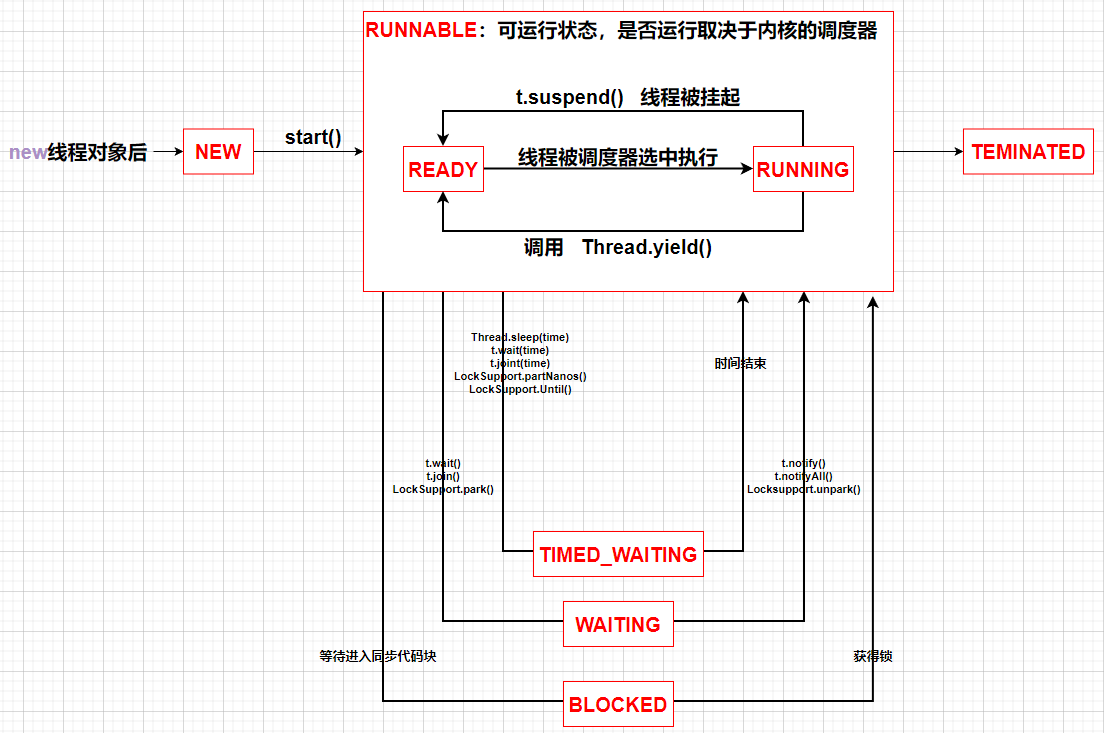 RUNNABLE：可运行状态，是否运行取决于内核的调度器
t.suspend() 线程被挂起
new线程对象后
NEW
start()
READY
线程被调度器选中执行
RUNNING
TEMINATED
调用 Thread.yield()
Thread.sleep(time)
t.wait(time)
t.joint(time)
LockSupport.partNanos()
LockSupport.Until()
时间结束
t.wait()
t.join()
LockSupport.park()
t.notify()
t.notifyAll()
Locksupport.unpark()
TIMED_WAITING
WAITING
等待进入同步代码块
获得锁
BLOCKED